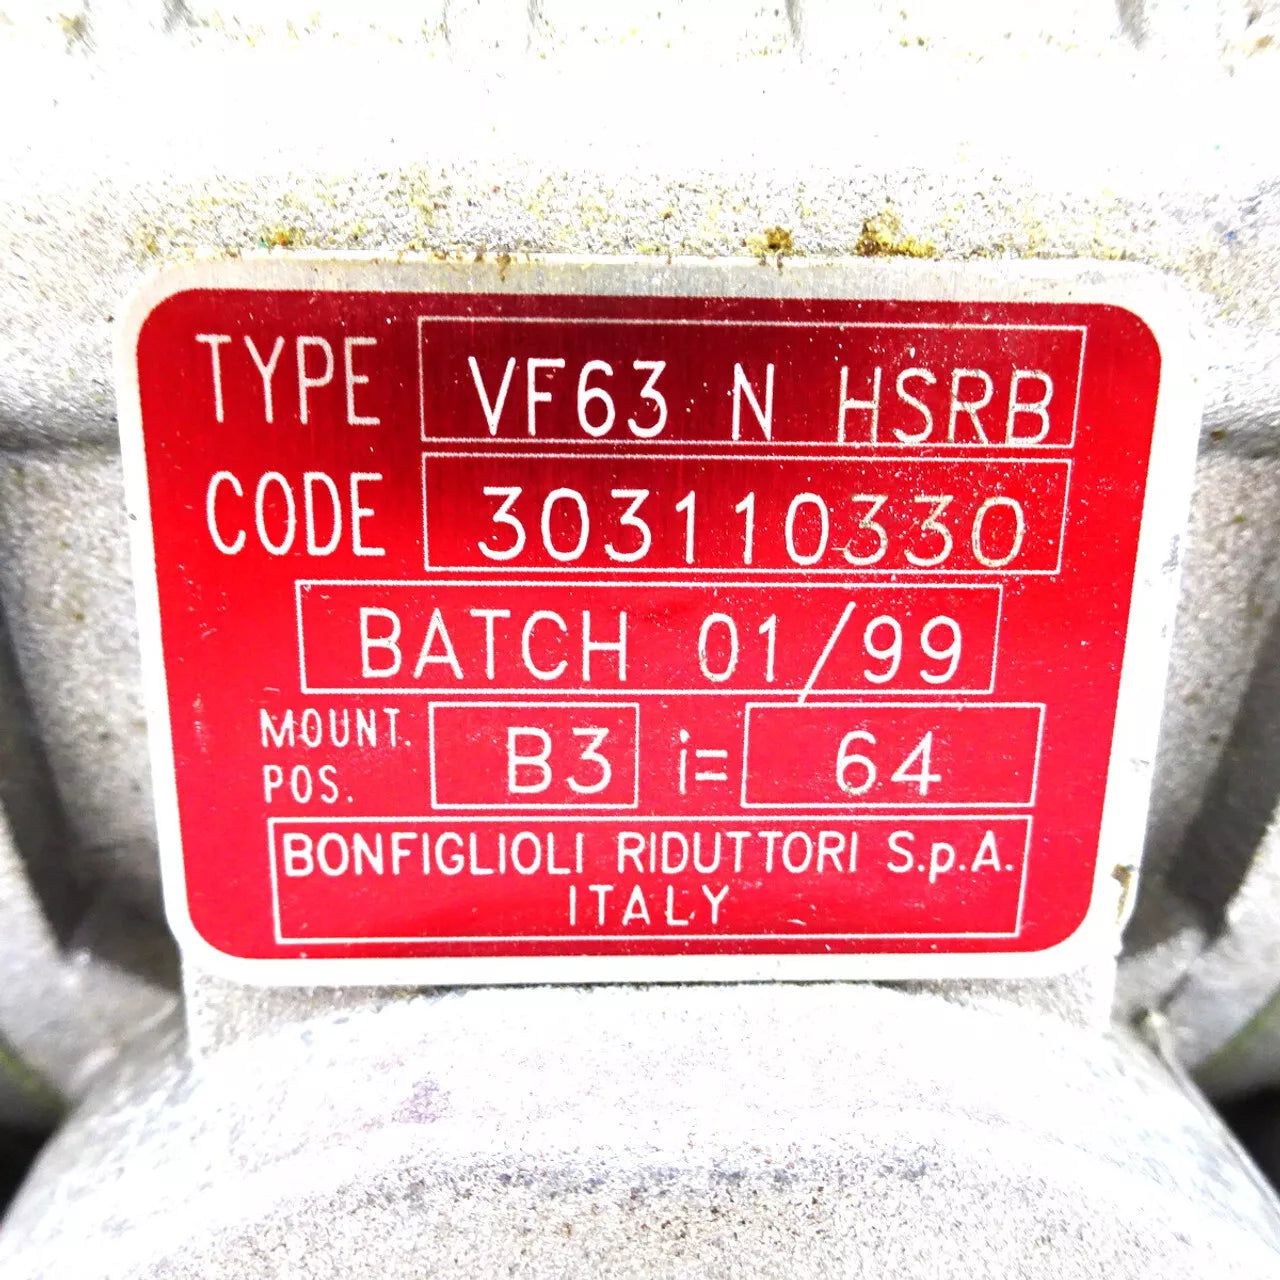 TYPE VF63 N HSRB
CODE 303110330
BATCH 01/99
MOUNT. POS. B3 i= 64
BONFIGLIOLI RIDUTTORI S.p.A.
ITALY